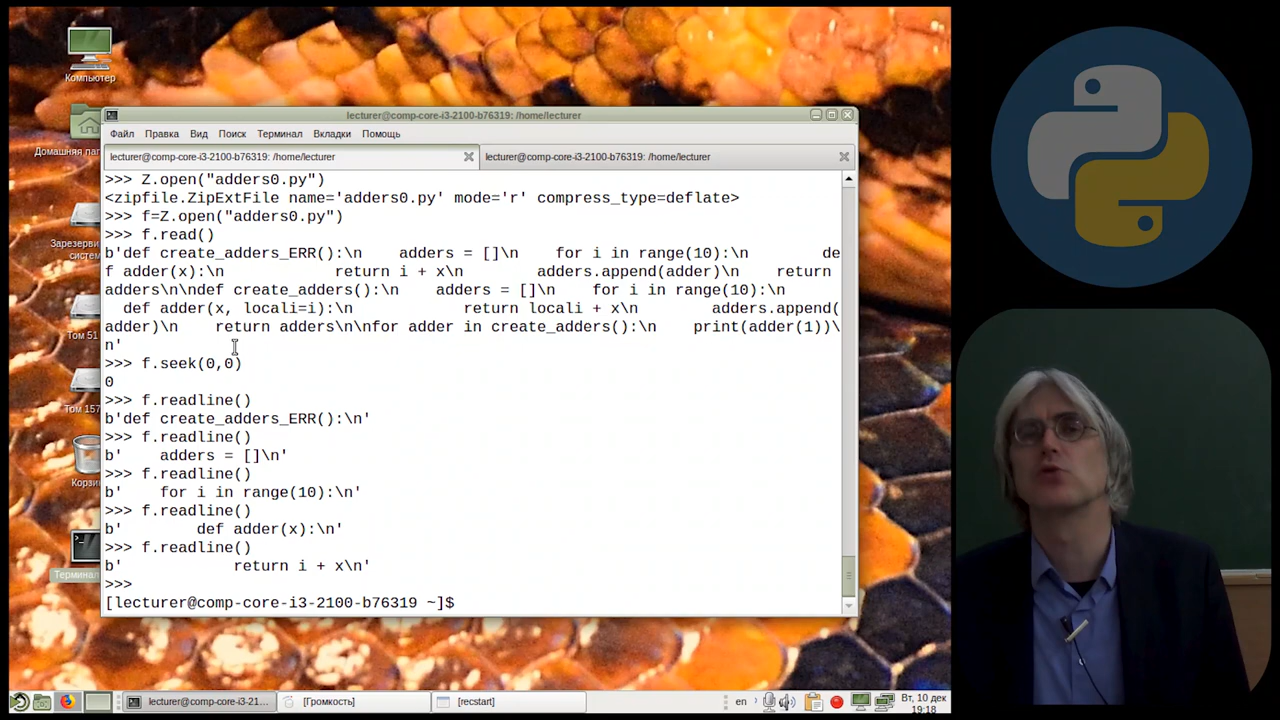 Компьютер
Домашняя пап
Зарезерви
систем
Том 51
Том 157
Корзи
Терминал
lecturer@comp-core-i3-2100-b76319: /home/lecturer
Файл Правка Вид Поиск Терминал Вкладки Помощь
lecturer@comp-core-i3-2100-b76319: /home/lecturer
lecturer@comp-core-i3-2100-b76319: /home/lecturer
>>> Z.open("adders0.py")
<zipfile.ZipExtFile name='adders0.py' mode='r' compress_type=deflate>
>>> f=Z.open("adders0.py")
>>> f.read()
b'def create_adders_ERR():\n    adders = []\n    for i in range(10):\n        de
f adder(x):\n            return i + x\n        adders.append(adder)\n    return 
adders\n\ndef create_adders():\n    adders = []\n    for i in range(10):\n
  def adder(x, locali=i):\n            return locali + x\n        adders.append(
adder)\n    return adders\n\nfor adder in create_adders():\n    print(adder(1))\
n'
>>> f.seek(0,0)
0
>>> f.readline()
b'def create_adders_ERR():\n'
>>> f.readline()
b'    adders = []\n'
>>> f.readline()
b'    for i in range(10):\n'
>>> f.readline()
b'        def adder(x):\n'
>>> f.readline()
b'            return i + x\n'
>>>
[lecturer@comp-core-i3-2100-b76319 ~]$
lecturer@comp-core-i3-21... [Громкость] [recstart] en Вт, 10 дек
19:18